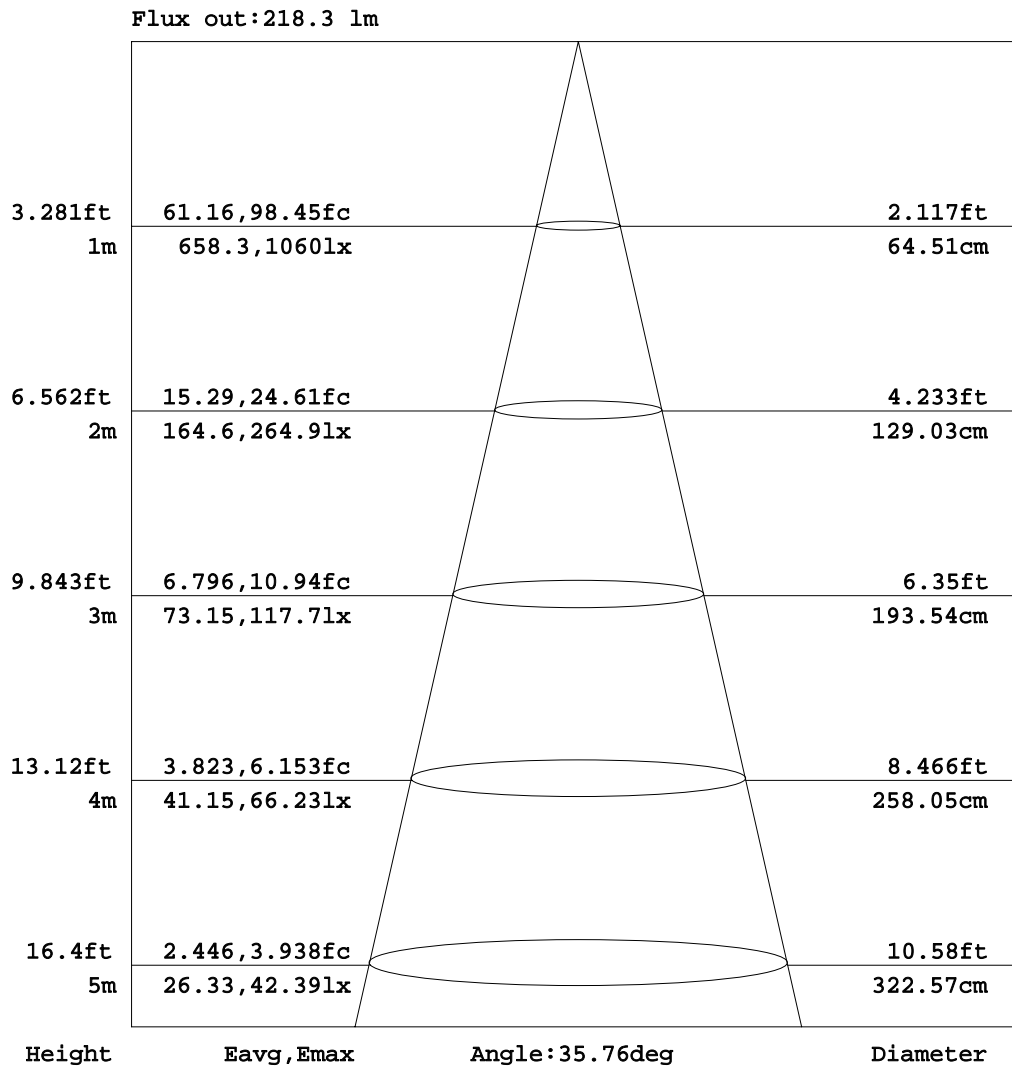 Flux out:218.3 lm
3.281ft 61.16,98.45fc 2.117ft
1m 658.3,1060lx 64.51cm
6.562ft 15.29,24.61fc 4.233ft
2m 164.6,264.9lx 129.03cm
9.843ft 6.796,10.94fc 6.35ft
3m 73.15,117.7lx 193.54cm
13.12ft 3.823,6.153fc 8.466ft
4m 41.15,66.23lx 258.05cm
16.4ft 2.446,3.938fc 10.58ft
5m 26.33,42.39lx 322.57cm
Height Eavg,Emax Angle:35.76deg Diameter